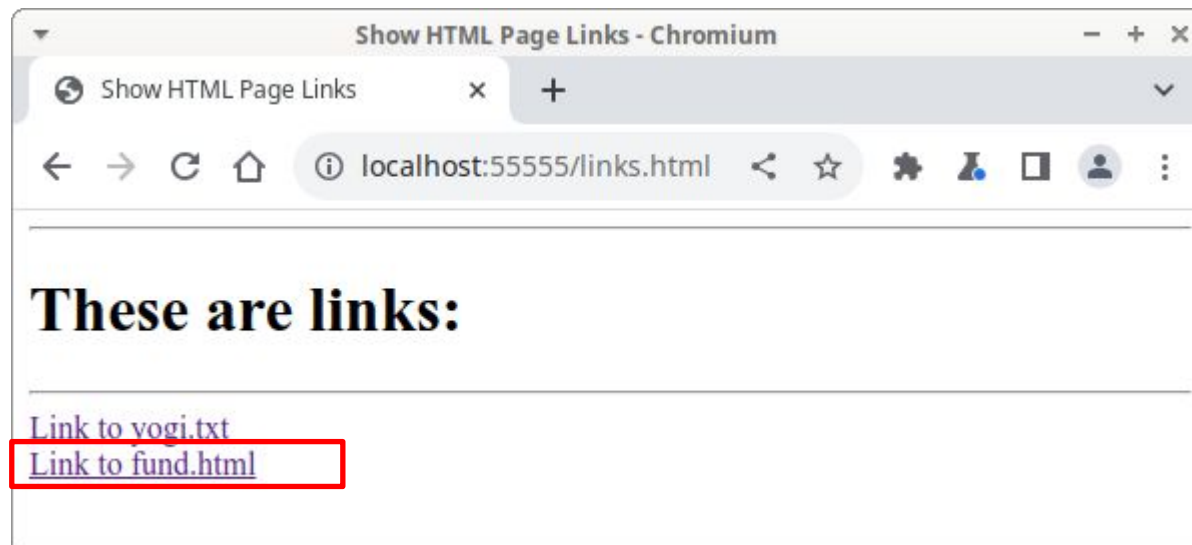 Show HTML Page Links - Chromium
Show HTML Page Links
localhost:55555/links.html
These are links:
Link to yogi.txt
Link to fund.html